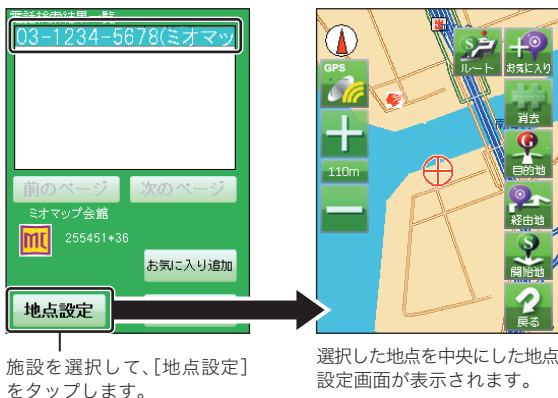 電話検索結果一覧
03-1234-5678(ミオマッ
前のページ
次のページ
ミオマップ会館
255451*36
お気に入り追加
地点設定
施設を選択して、[地点設定]
をタップします。
GPS
110m
ルート
お気に入り
消去
目的地
経由地
開始地
戻る
選択した地点を中央にした地点
設定画面が表示されます。